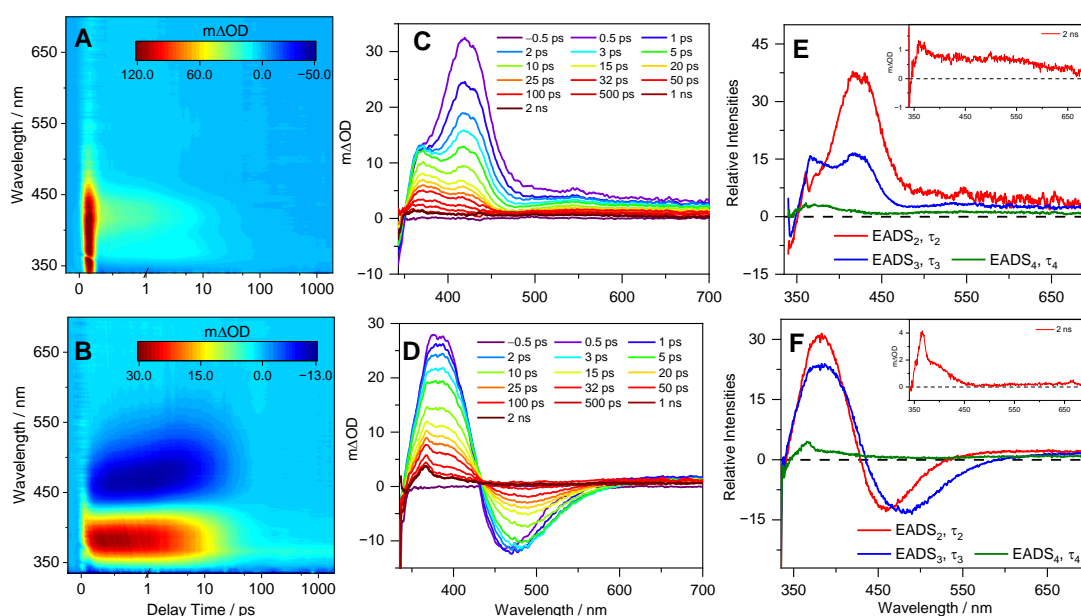 A
mΔOD
120.0 60.0 0.0 −50.0
Wavelength / nm
650
550
450
350
0 1 10 100 1000
B
mΔOD
30.0 15.0 0.0 −13.0
Wavelength / nm
650
550
450
350
0 1 10 100 1000
Delay Time / ps
C
−0.5 ps 0.5 ps 1 ps
2 ps 3 ps 5 ps
10 ps 15 ps 20 ps
25 ps 32 ps 50 ps
100 ps 500 ps 1 ns
2 ns
mΔOD
30
20
10
0
−10
400 500 600 700
D
−0.5 ps 0.5 ps 1 ps
2 ps 3 ps 5 ps
10 ps 15 ps 20 ps
25 ps 32 ps 50 ps
100 ps 500 ps 1 ns
2 ns
mΔOD
30
20
10
0
−10
400 500 600 700
Wavelength / nm
E
Relative Intensities
45
30
15
0
−15
350 450 550 650
EADS2, τ2
EADS3, τ3 EADS4, τ4
2 ns
mΔOD
1
0
−1
350 450 550 650
F
Relative Intensities
30
15
0
−15
350 450 550 650
EADS2, τ2
EADS3, τ3 EADS4, τ4
Wavelength / nm
2 ns
mΔOD
4
2
0
350 450 550 650